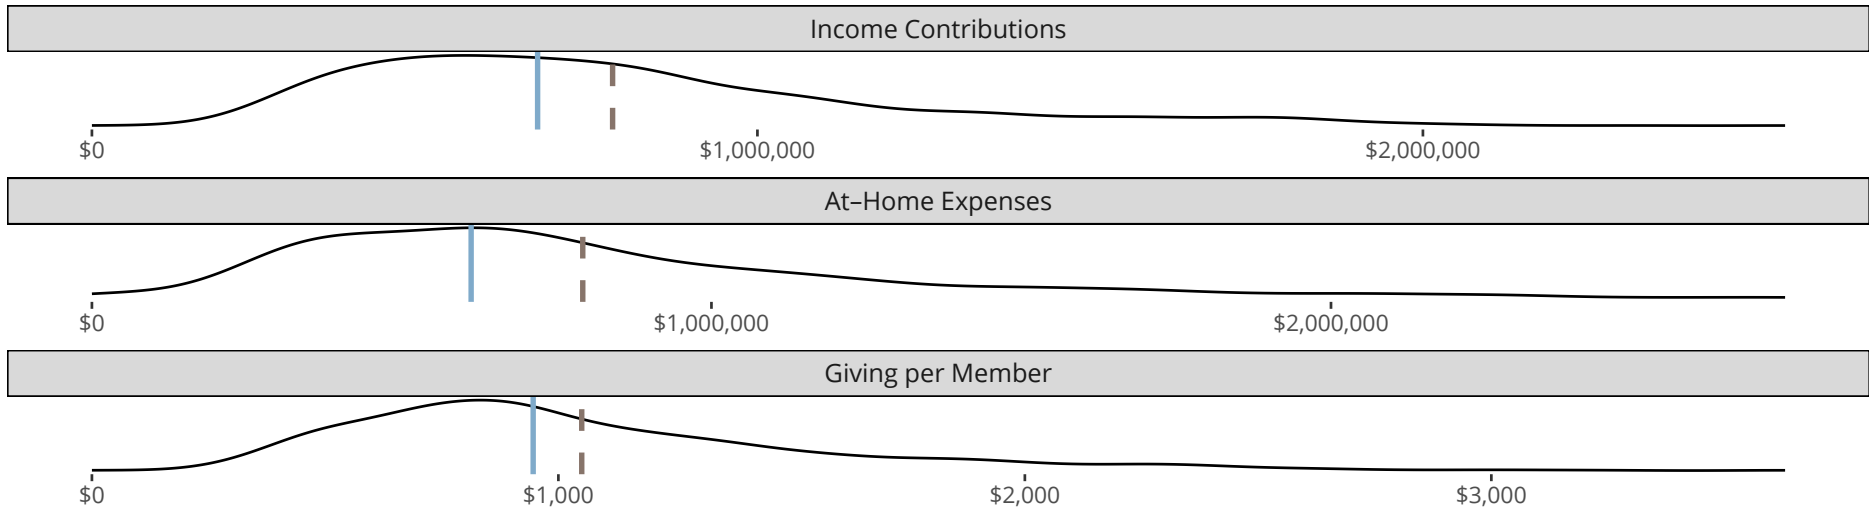 Income Contributions
$0 $1,000,000 $2,000,000
At–Home Expenses
$0 $1,000,000 $2,000,000
Giving per Member
$0 $1,000 $2,000 $3,000